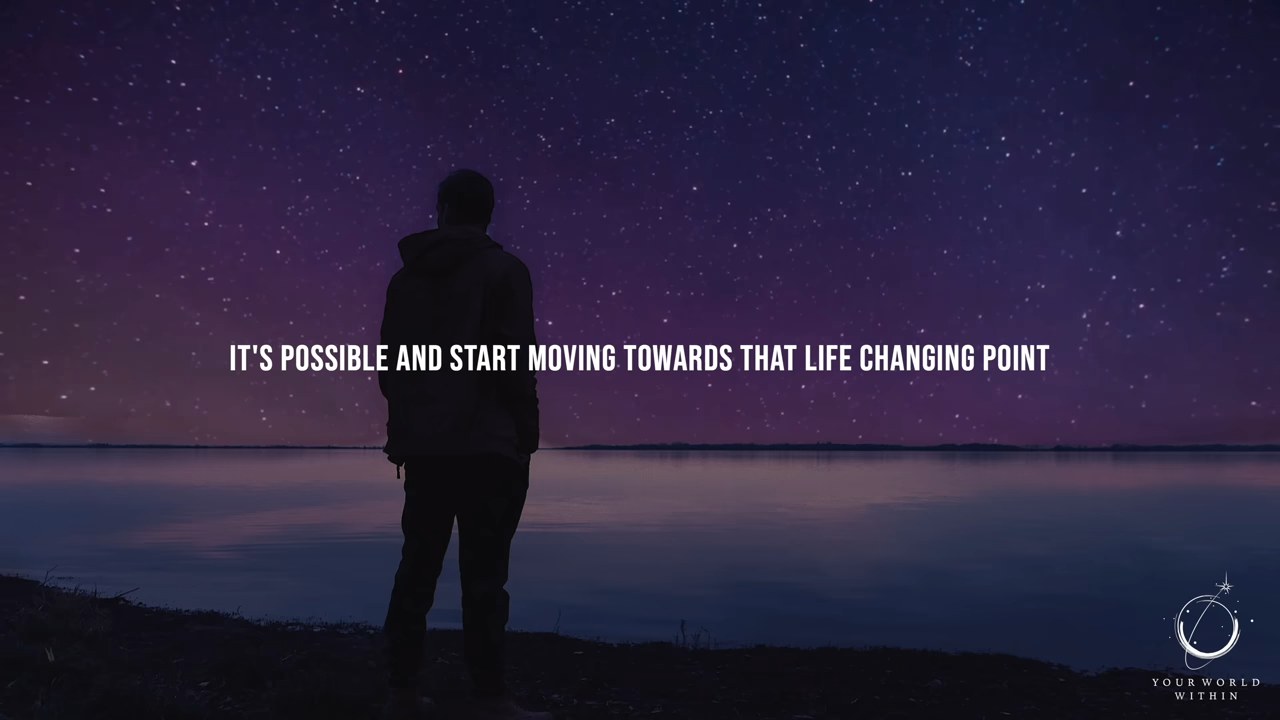 IT'S POSSIBLE AND START MOVING TOWARDS THAT LIFE CHANGING POINT
YOUR WORLD
WITHIN